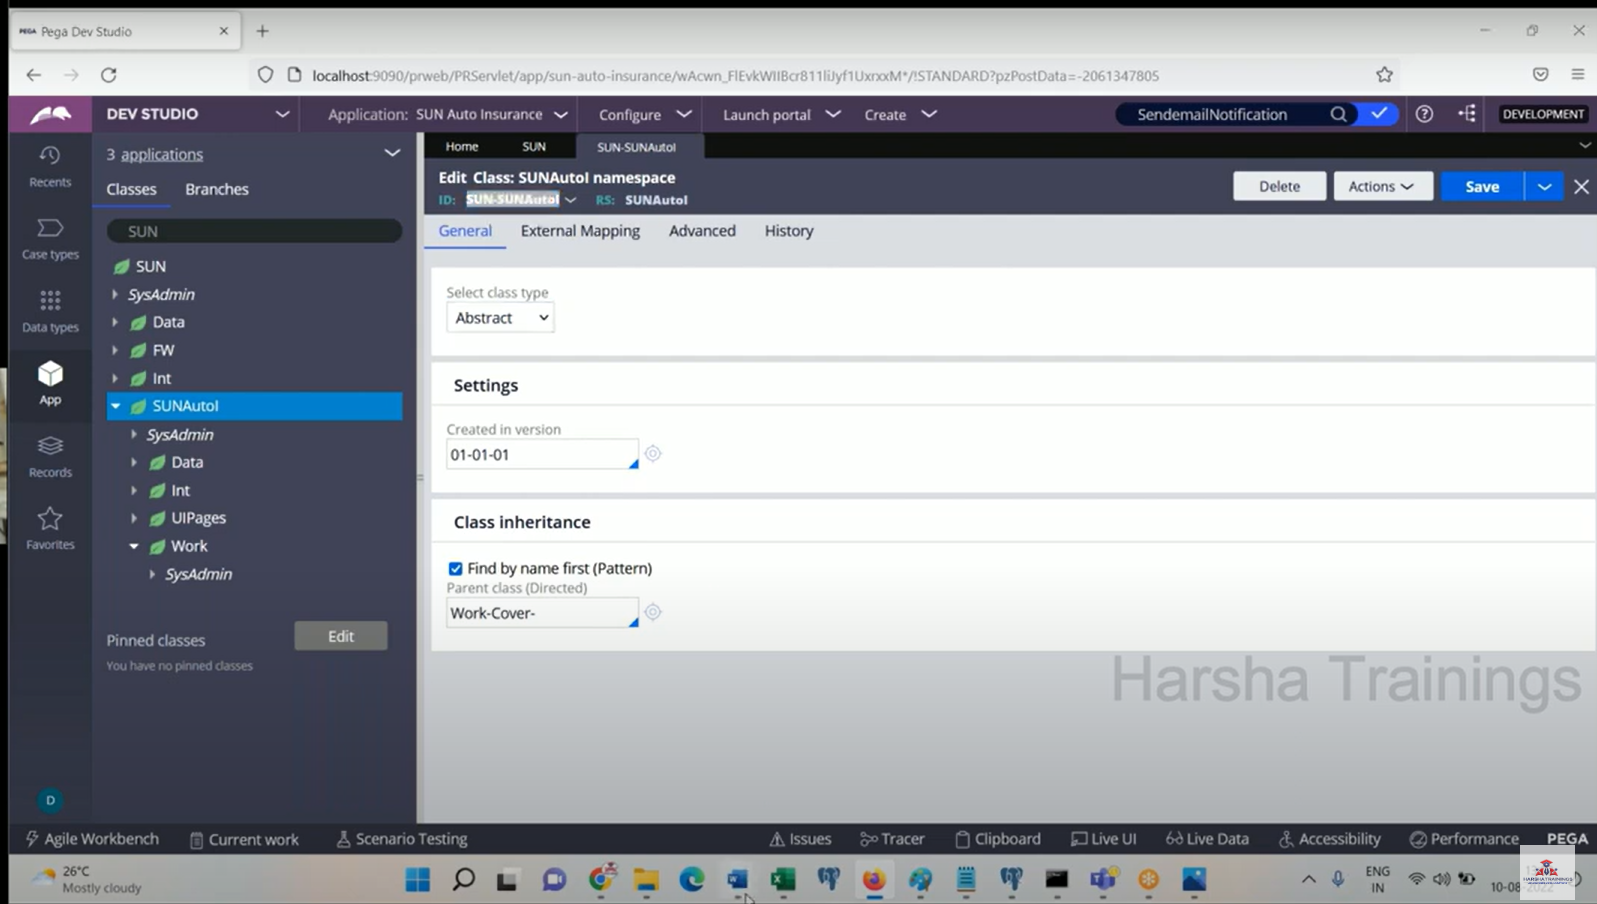 PEGA Pega Dev Studio
localhost:9090/prweb/PRServlet/app/sun-auto-insurance/wAcwn_FlEvkWIIBcr811liJyf1UxrxxM*/!STANDARD?pzPostData=-2061347805
DEV STUDIO Application: SUN Auto Insurance Configure Launch portal Create SendemailNotification DEVELOPMENT
Recents
Case types
Data types
App
Records
Favorites
D
3 applications
Classes Branches
SUN
SUN
SysAdmin
Data
FW
Int
SUNAutoI
SysAdmin
Data
Int
UIPages
Work
SysAdmin
Pinned classes Edit
You have no pinned classes
Home SUN SUN-SUNAutoI
Edit Class: SUNAutoI namespace
ID: SUN-SUNAutoI RS: SUNAutoI
Delete Actions Save
General External Mapping Advanced History
Select class type
Abstract
Settings
Created in version
01-01-01
Class inheritance
Find by name first (Pattern)
Parent class (Directed)
Work-Cover-
Harsha Trainings
Agile Workbench Current work Scenario Testing Issues Tracer Clipboard Live UI Live Data Accessibility Performance PEGA
26°C
Mostly cloudy
ENG
IN
10-08-2022
HARSHA TRAININGS